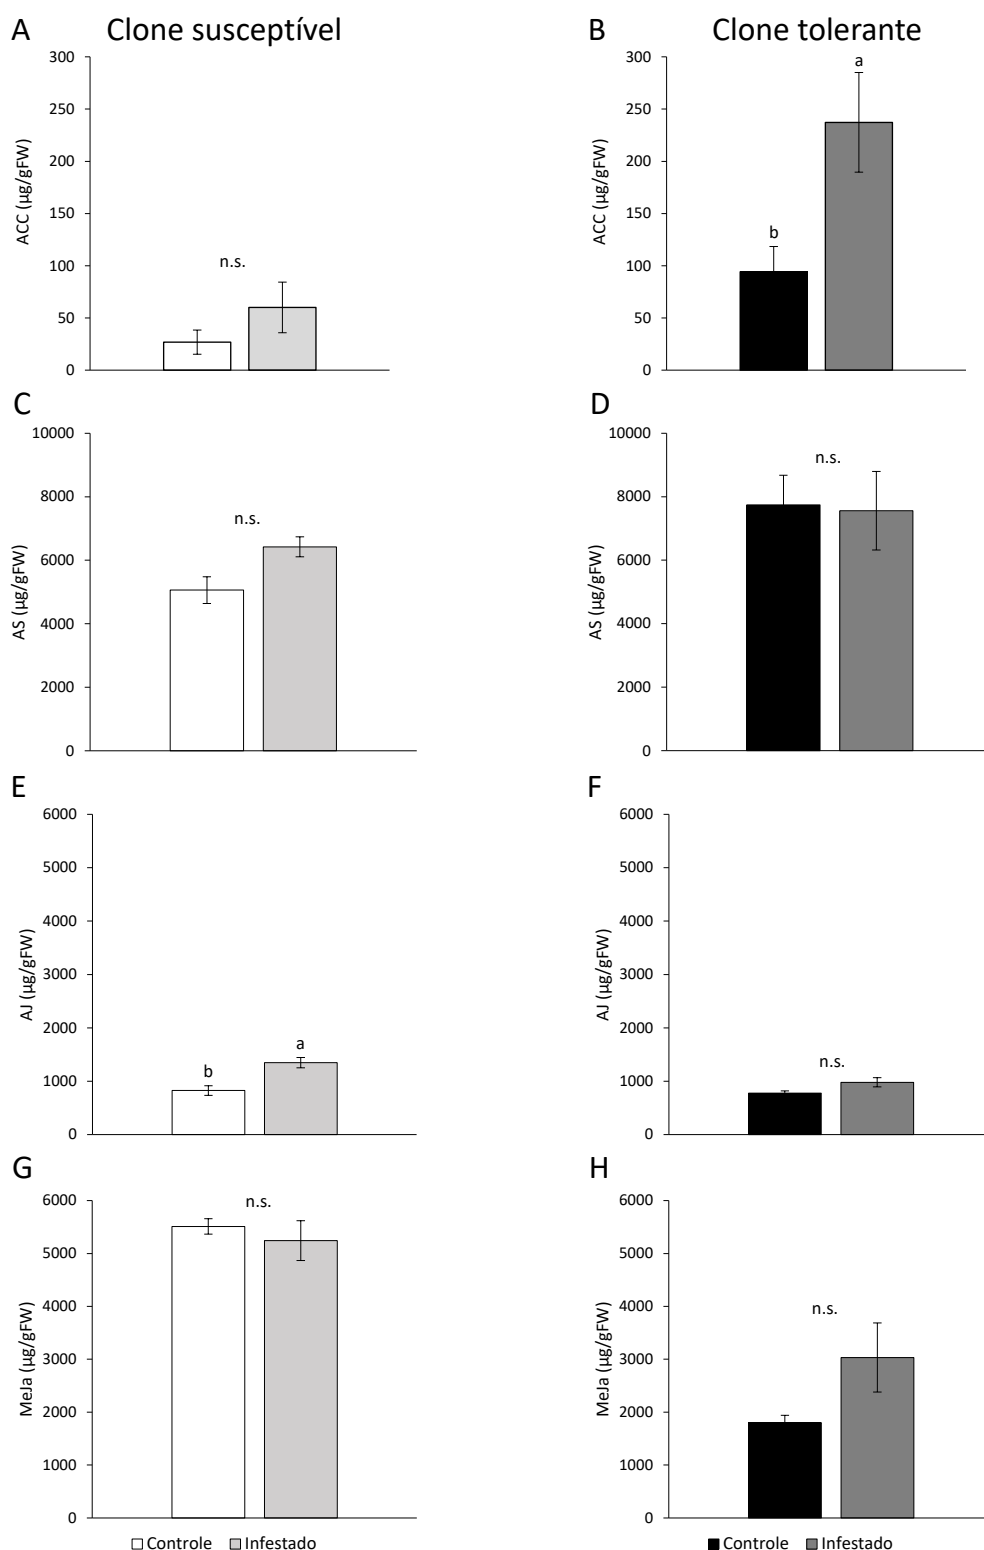 A Clone susceptível
300
250
200
150
100
50
0
ACC (µg/gFW)
n.s.
B Clone tolerante
300
250
200
150
100
50
0
ACC (µg/gFW)
b
a
C
10000
8000
6000
4000
2000
0
AS (µg/gFW)
n.s.
D
10000
8000
6000
4000
2000
0
AS (µg/gFW)
n.s.
E
6000
5000
4000
3000
2000
1000
0
AJ (µg/gFW)
b
a
F
6000
5000
4000
3000
2000
1000
0
AJ (µg/gFW)
n.s.
G
6000
5000
4000
3000
2000
1000
0
MeJa (µg/gFW)
n.s.
Controle Infestado
H
6000
5000
4000
3000
2000
1000
0
MeJa (µg/gFW)
n.s.
Controle Infestado